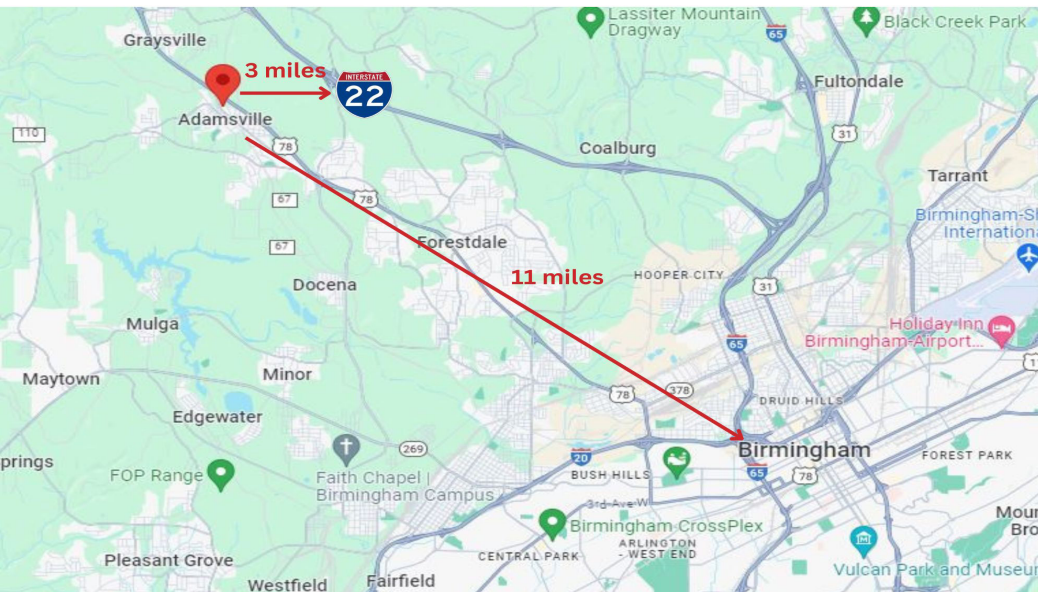 Lassiter Mountain
Dragway
65
Black Creek Park
Graysville
3 miles
INTERSTATE
22
Fultondale
Adamsville
110
78
31
Coalburg
Tarrant
67
78
Birmingham-Sh
Internationa
67
Forestdale
11 miles
HOOPER CITY
Docena
31
Mulga
Holiday Inn
Birmingham-Airport...
65
1
Maytown
Minor
78
378
DRUID HILLS
Edgewater
269
Birmingham
FOREST PARK
prings
FOP Range
Faith Chapel |
Birmingham Campus
20
BUSH HILLS
65
78
3rd Ave W
Birmingham CrossPlex
Moun
Bro
ARLINGTON
- WEST END
CENTRAL PARK
Pleasant Grove
Vulcan Park and Museum
Westfield
Fairfield